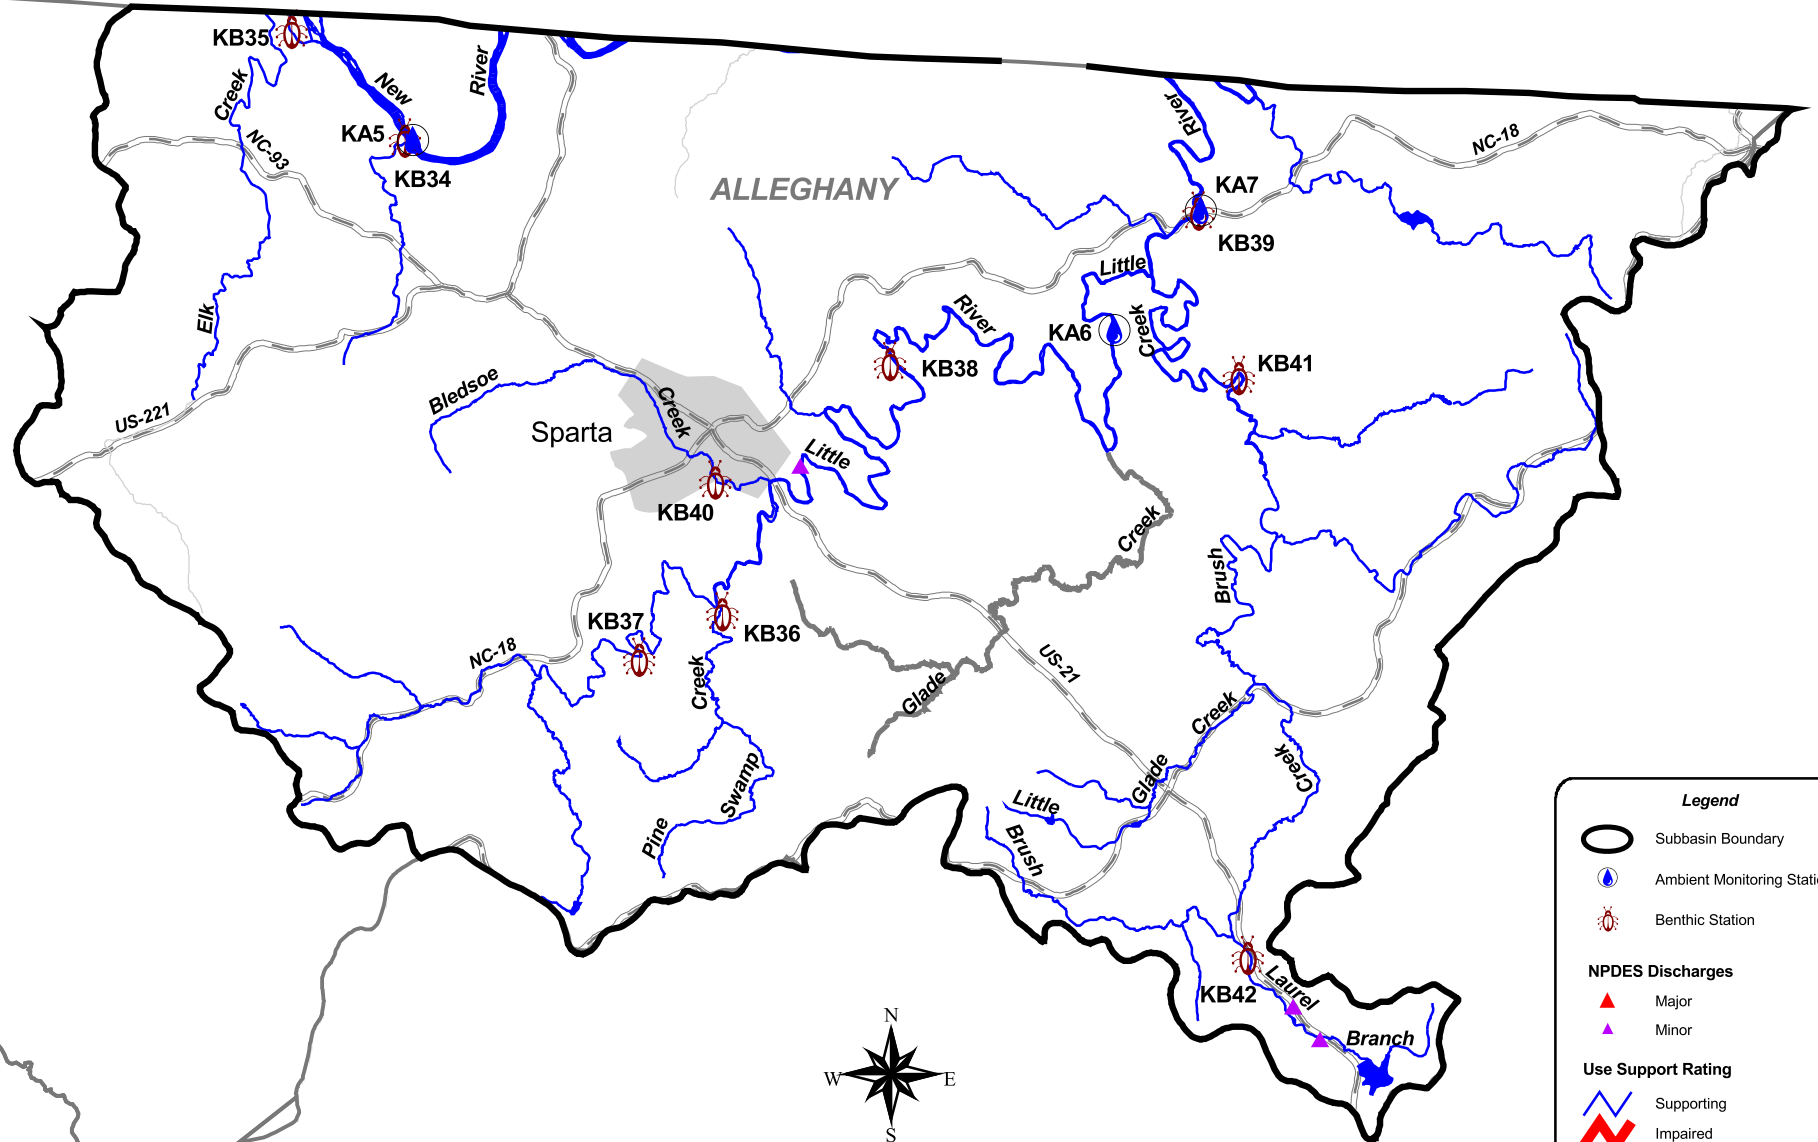 KB35
Creek
New
River
KA5
KB34
NC-93
ALLEGHANY
River
KA7
NC-18
KB39
Little
Elk
River
KA6
Creek
KB38
KB41
US-221
Bledsoe
Creek
Sparta
Little
KB40
Creek
Brush
KB37
KB36
NC-18
Creek
US-21
Glade
Creek
Creek
Swamp
Pine
Glade
Little
Brush
KB42
Laurel
Branch
N
W
E
S
Legend
Subbasin Boundary
Ambient Monitoring Stati
Benthic Station
NPDES Discharges
Major
Minor
Use Support Rating
Supporting
Impaired